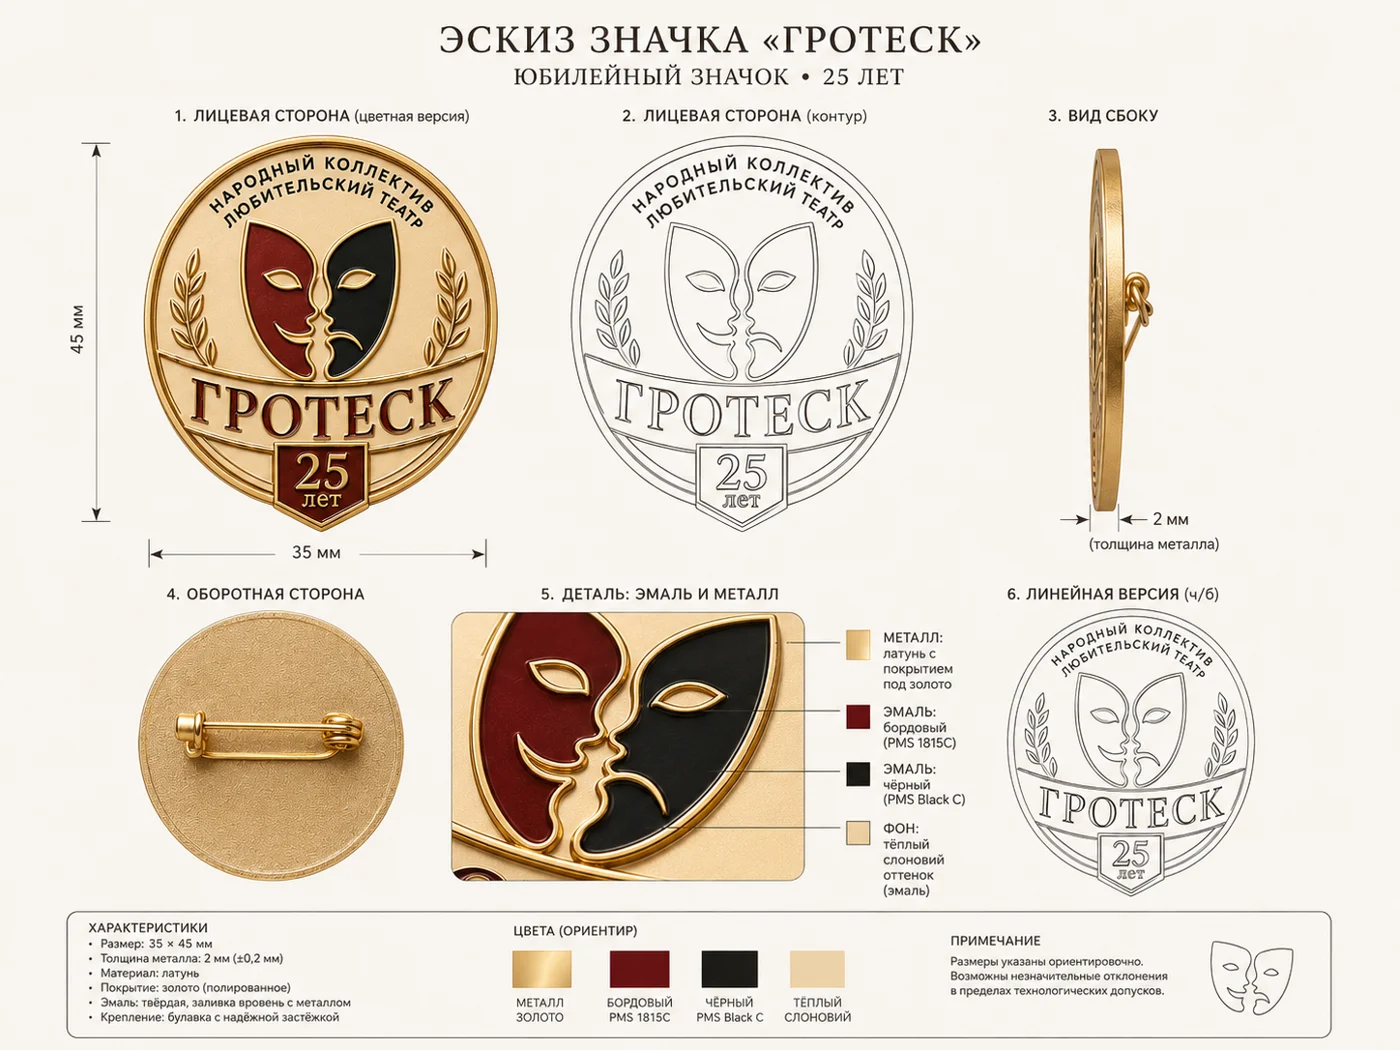 ЭСКИЗ ЗНАЧКА «ГРОТЕСК»
ЮБИЛЕЙНЫЙ ЗНАЧОК • 25 ЛЕТ
1. ЛИЦЕВАЯ СТОРОНА (цветная версия)
НАРОДНЫЙ КОЛЛЕКТИВ
ЛЮБИТЕЛЬСКИЙ ТЕАТР
ГРОТЕСК
25
лет
45 мм
35 мм
2. ЛИЦЕВАЯ СТОРОНА (контур)
НАРОДНЫЙ КОЛЛЕКТИВ
ЛЮБИТЕЛЬСКИЙ ТЕАТР
ГРОТЕСК
25
лет
3. ВИД СБОКУ
2 мм
(толщина металла)
4. ОБОРОТНАЯ СТОРОНА
5. ДЕТАЛЬ: ЭМАЛЬ И МЕТАЛЛ
МЕТАЛЛ:
латунь с
покрытием
под золото
ЭМАЛЬ:
бордовый
(PMS 1815C)
ЭМАЛЬ:
чёрный
(PMS Black C)
ФОН:
тёплый
слоновий
оттенок
(эмаль)
6. ЛИНЕЙНАЯ ВЕРСИЯ (ч/б)
НАРОДНЫЙ КОЛЛЕКТИВ
ЛЮБИТЕЛЬСКИЙ ТЕАТР
ГРОТЕСК
25
лет
ХАРАКТЕРИСТИКИ
• Размер: 35 × 45 мм
• Толщина металла: 2 мм (±0,2 мм)
• Материал: латунь
• Покрытие: золото (полированное)
• Эмаль: твёрдая, заливка вровень с металлом
• Крепление: булавка с надёжной застёжкой
ЦВЕТА (ОРИЕНТИР)
МЕТАЛЛ
ЗОЛОТО
БОРДОВЫЙ
PMS 1815C
ЧЁРНЫЙ
PMS Black C
ТЁПЛЫЙ
СЛОНОВИЙ
ПРИМЕЧАНИЕ
Размеры указаны ориентировочно.
Возможны незначительные отклонения
в пределах технологических допусков.